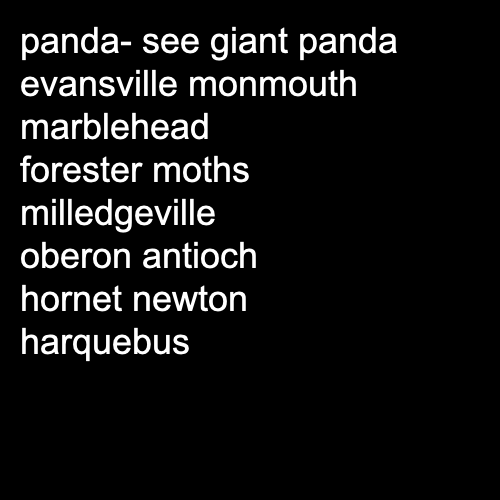 panda- see giant panda
evansville monmouth
marblehead
forester moths
milledgeville
oberon antioch
hornet newton
harquebus